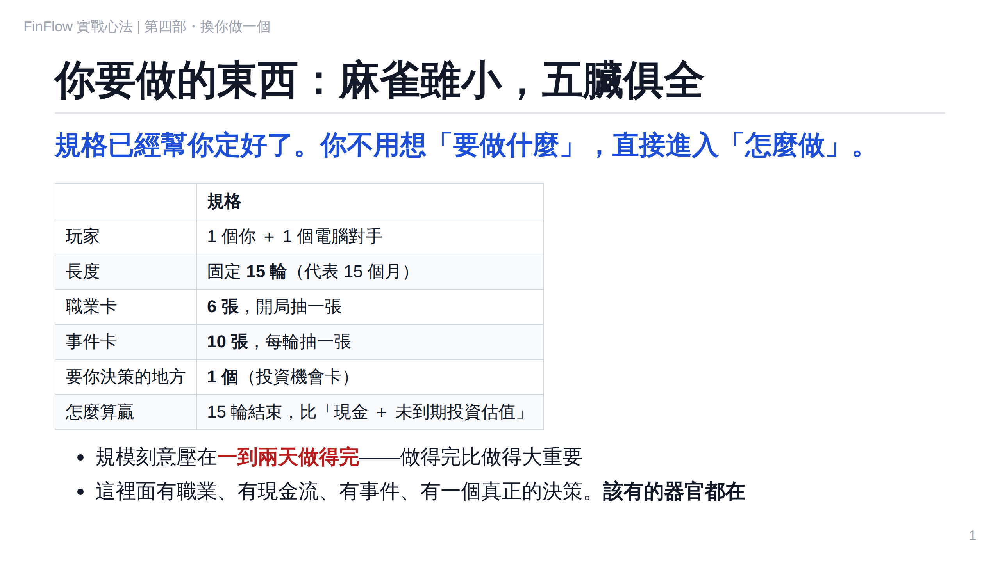 FinFlow 實戰心法 | 第四部・換你做一個
你要做的東西：麻雀雖小，五臟俱全
規格已經幫你定好了。你不用想「要做什麼」，直接進入「怎麼做」。
規格
玩家 1 個你 ＋ 1 個電腦對手
長度 固定 15 輪（代表 15 個月）
職業卡 6 張，開局抽一張
事件卡 10 張，每輪抽一張
要你決策的地方 1 個（投資機會卡）
怎麼算贏 15 輪結束，比「現金 ＋ 未到期投資估值」
• 規模刻意壓在一到兩天做得完——做得完比做得大重要
• 這裡面有職業、有現金流、有事件、有一個真正的決策。該有的器官都在
1